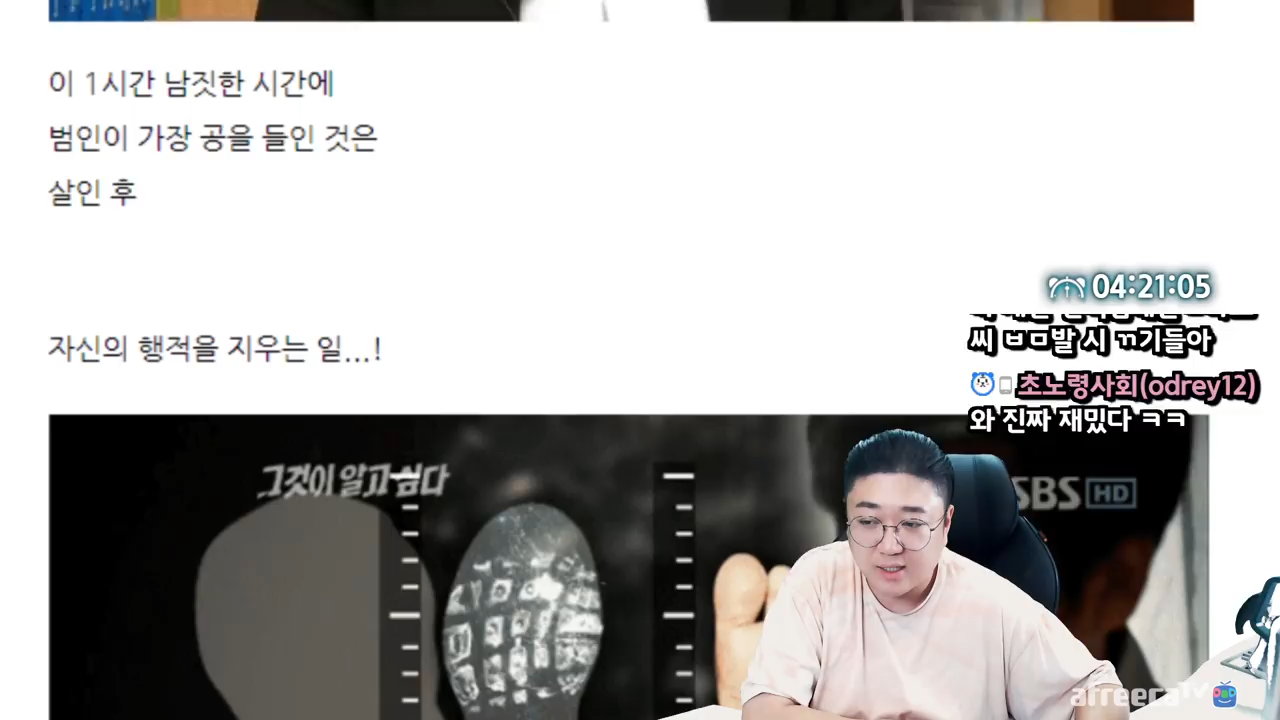 이 1시간 남짓한 시간에
범인이 가장 공을 들인 것은
살인 후
자신의 행적을 지우는 일...!
04:21:05
씨 ㅂㅁ발 시 ㄲ기들아
초노령사회(odrey12)
와 진짜 재밌다 ㅋㅋ
그것이 알고 싶다
SBS HD
afreecaTV